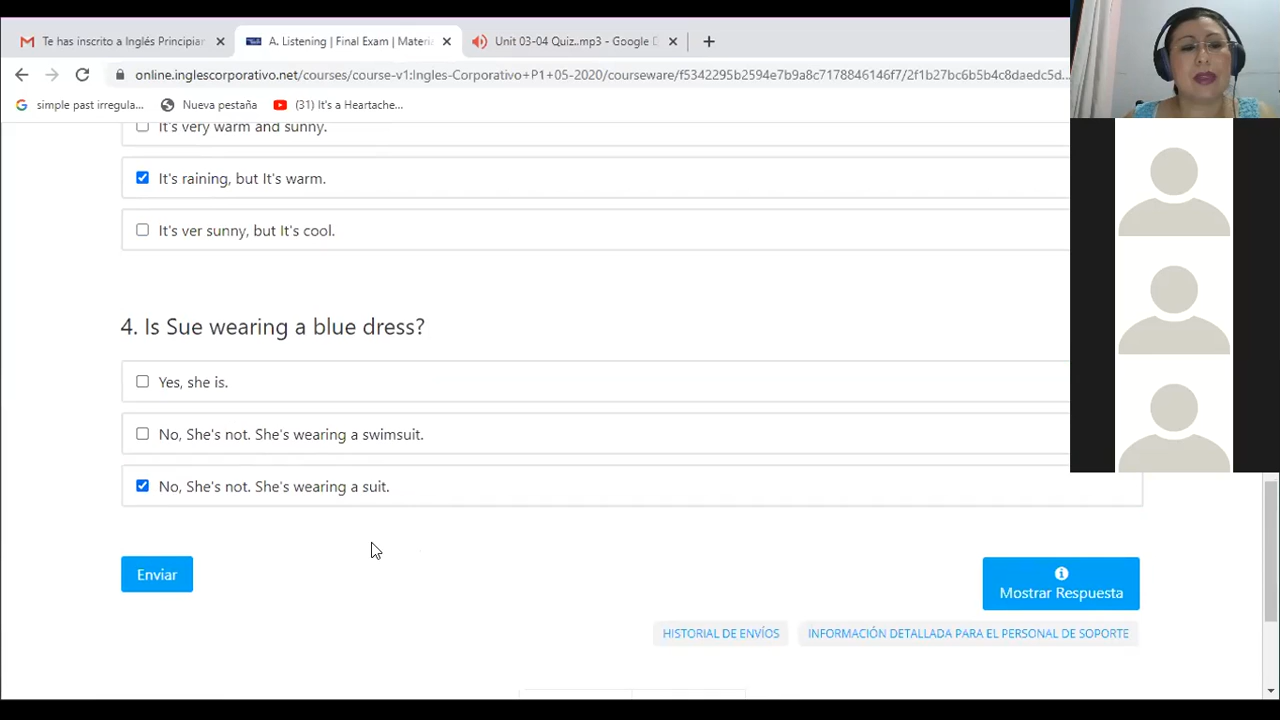 Te has inscrito a Inglés Principian
A. Listening | Final Exam | Materia
Unit 03-04 Quiz..mp3 - Google D
online.inglescorporativo.net/courses/course-v1:Ingles-Corporativo+P1+05-2020/courseware/f5342295b2594e7b9a8c7178846146f7/2f1b27bc6b5b4c8daedc5d...
simple past irregula...
Nueva pestaña
(31) It's a Heartache...
It's very warm and sunny.
It's raining, but It's warm.
It's ver sunny, but It's cool.
4. Is Sue wearing a blue dress?
Yes, she is.
No, She's not. She's wearing a swimsuit.
No, She's not. She's wearing a suit.
Enviar
Mostrar Respuesta
HISTORIAL DE ENVÍOS
INFORMACIÓN DETALLADA PARA EL PERSONAL DE SOPORTE